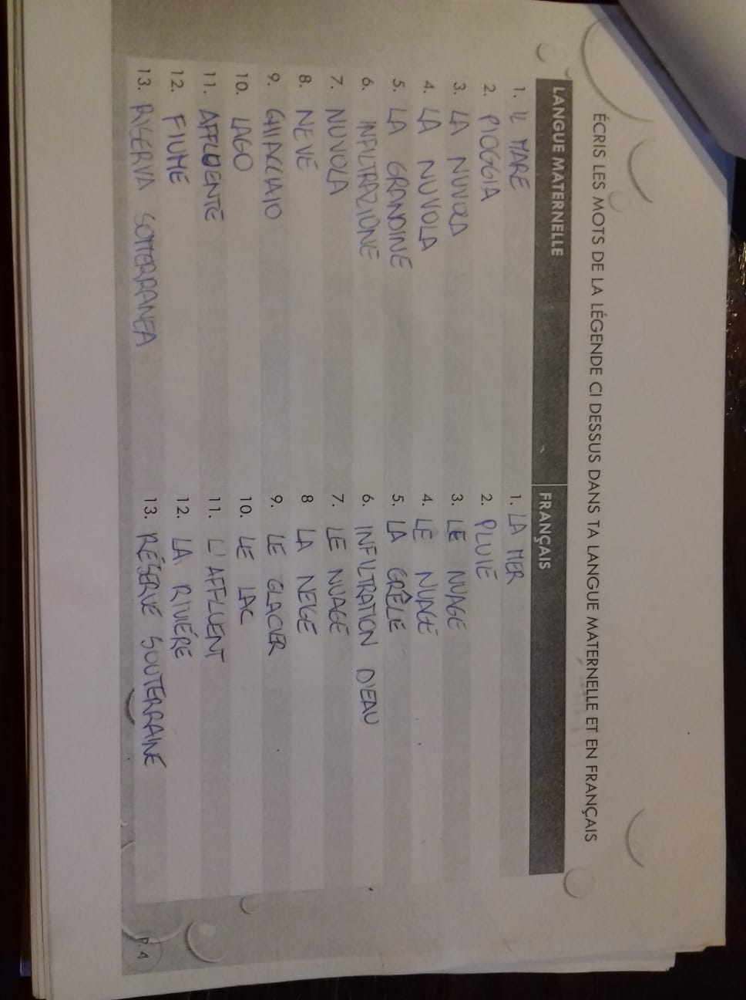 ÉCRIS LES MOTS DE LA LÉGENDE CI DESSUS DANS TA LANGUE MATERNELLE ET EN FRANÇAIS
LANGUE MATERNELLE
1. IL MARE
2. PIOGGIA
3. LA NUVOLA
4. LA NUVOLA
5. LA GRANDINE
6. INFILTRAZIONE
7. NUVOLA
8. NEVE
9. GHIACCIAIO
10. LAGO
11. AFFLUENTE
12. FIUME
13. RISERVA SOTTERRANEA
FRANÇAIS
1. LA MER
2. PLUIE
3. LE NUAGE
4. LE NUAGE
5. LA GRÊLE
6. INFILTRATION D'EAU
7. LE NUAGE
8 LA NEGE
9. LE GLACIER
10. LE LAC
11. L'AFFLUENT
12. LA RIVIÉRE
13. RÉSERVE SOUTERRAINE
P. 4